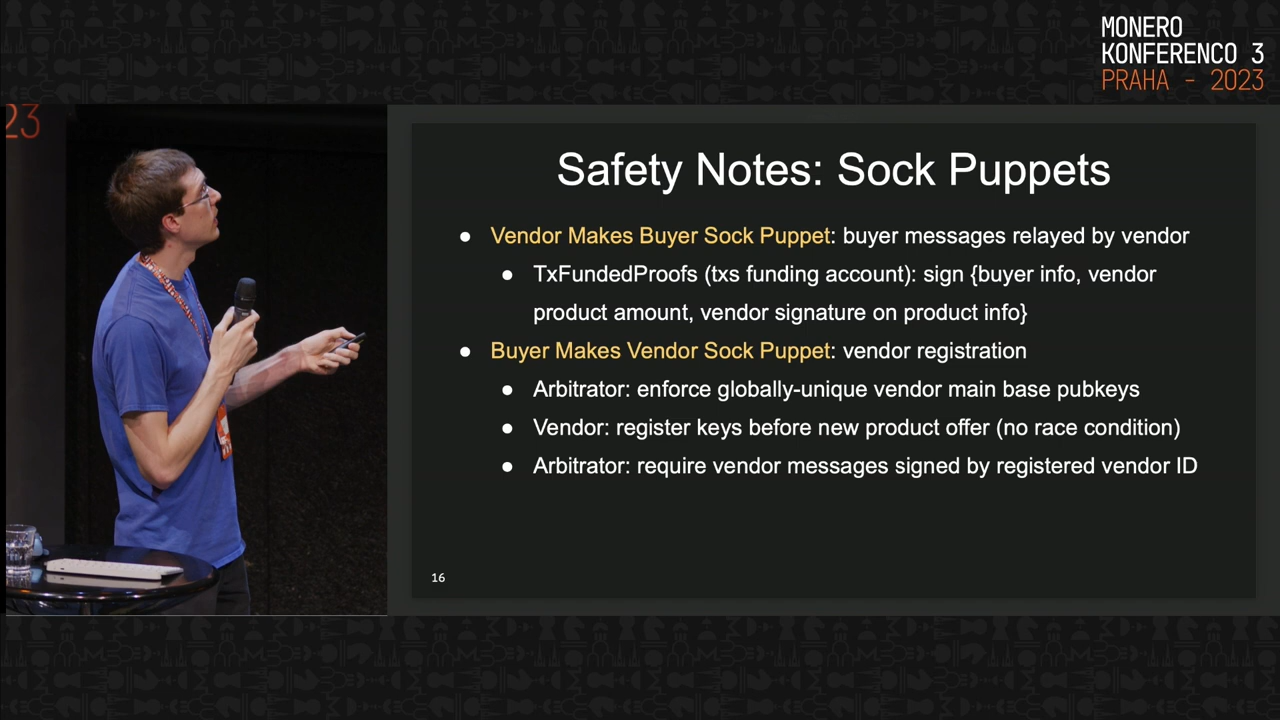 MONERO
KONFERENCO 3
PRAHA - 2023
23
Safety Notes: Sock Puppets
● Vendor Makes Buyer Sock Puppet: buyer messages relayed by vendor
● TxFundedProofs (txs funding account): sign {buyer info, vendor
product amount, vendor signature on product info}
● Buyer Makes Vendor Sock Puppet: vendor registration
● Arbitrator: enforce globally-unique vendor main base pubkeys
● Vendor: register keys before new product offer (no race condition)
● Arbitrator: require vendor messages signed by registered vendor ID
16